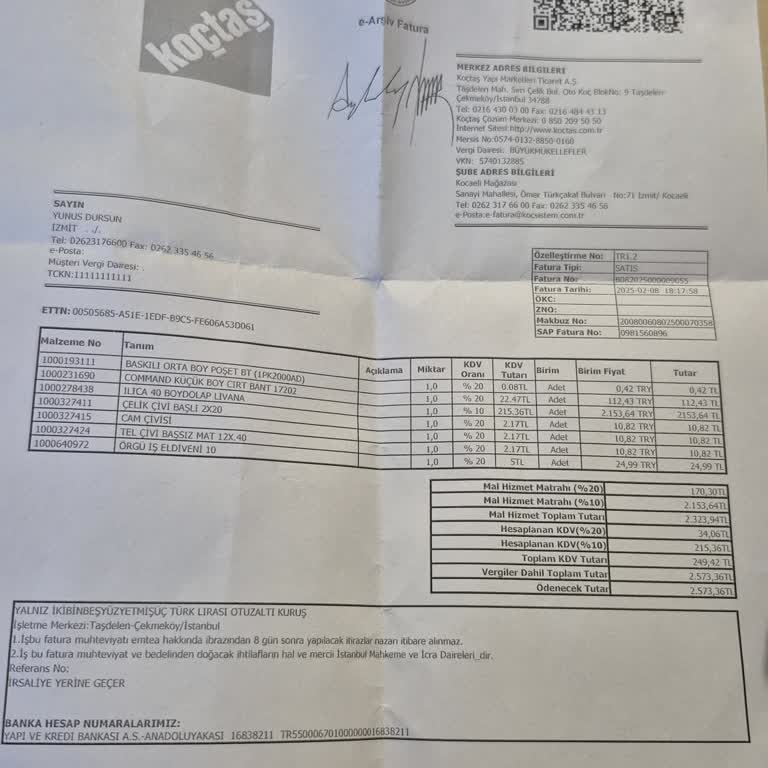 koçtaş
e-Arşiv Fatura
MERKEZ ADRES BİLGİLERİ
Koçtaş Yapı Marketleri Ticaret A.Ş.
Taşdelen Mah. Sırrı Çelik Bul. Oto Koç BlokNo: 9 Taşdelen-
Çekmeköy/İstanbul 34788
Tel: 0216 430 03 00 Fax: 0216 484 43 13
Koçtaş Çözüm Merkezi: 0 850 209 50 50
İnternet Sitesi:http://www.koctas.com.tr
Mersis No:0574-0132-8850-0160
Vergi Dairesi: BÜYÜKMÜKELLEFLER
VKN: 5740132885
ŞUBE ADRES BİLGİLERİ
Kocaeli Mağazası
Sanayi Mahallesi, Ömer Türkçakal Bulvarı No:71 İzmit/ Kocaeli
Tel: 0262 317 66 00 Fax: 0262 335 46 56
e-Posta:e-fatura@kocsistem.com.tr
SAYIN
YUNUS DURSUN
İZMİT ../.
Tel: 02623176600 Fax: 0262 335 46 56
e-Posta:
Müşteri Vergi Dairesi:
TCKN:11111111111
Özelleştirme No: TR1.2
Fatura Tipi: SATIS
Fatura No: B082025000009055
Fatura Tarihi: 2025-02-08 18:17:58
ÖKC:
ZNO:
Makbuz No: 20080060802500070358
SAP Fatura No: 0981560896
ETTN: 00505685-A51E-1EDF-B9C5-FE606A53D061
Malzeme No Tanım Açıklama Miktar KDV Oranı KDV Tutarı Birim Birim Fiyat Tutar
1000193111 BASKILI ORTA BOY POŞET BT (1PK2000AD) 1,0 % 20 0.08TL Adet 0,42 TRY 0,42 TL
1000231690 COMMAND KÜÇÜK BOY CIRT BANT 17202 1,0 % 20 22.47TL Adet 112,43 TRY 112,43 TL
1000278438 ILICA 40 BOYDOLAP LİVANA 1,0 % 10 215.36TL Adet 2.153,64 TRY 2153,64 TL
1000327411 ÇELİK ÇİVİ BAŞLI 2X20 1,0 % 20 2.17TL Adet 10,82 TRY 10,82 TL
1000327415 CAM ÇİVİSİ 1,0 % 20 2.17TL Adet 10,82 TRY 10,82 TL
1000327424 TEL ÇİVİ BAŞSIZ MAT 12X.40 1,0 % 20 2.17TL Adet 10,82 TRY 10,82 TL
1000640972 ÖRGÜ İŞ ELDİVENİ 10 1,0 % 20 5TL Adet 24,99 TRY 24,99 TL
Mal Hizmet Matrahı (%20) 170,30TL
Mal Hizmet Matrahı (%10) 2.153,64TL
Mal Hizmet Toplam Tutarı 2.323,94TL
Hesaplanan KDV(%20) 34,06TL
Hesaplanan KDV(%10) 215,36TL
Toplam KDV Tutarı 249,42 TL
Vergiler Dahil Toplam Tutar 2.573,36TL
Ödenecek Tutar 2.573,36TL
YALNIZ İKİBİNBEŞYÜZYETMİŞÜÇ TÜRK LİRASI OTUZALTI KURUŞ
İşletme Merkezi:Taşdelen-Çekmeköy/İstanbul
1.İşbu fatura muhteviyatı emtea hakkında ibrazından 8 gün sonra yapılacak itirazlar nazarı itibare alınmaz.
2.İş bu fatura muhteviyat ve bedelinden doğacak ihtilafların hal ve mercii İstanbul Mahkeme ve İcra Daireleri_dir.
Referans No:
İRSALİYE YERİNE GEÇER
BANKA HESAP NUMARALARIMIZ:
YAPI VE KREDİ BANKASI A.Ş.-ANADOLUYAKASI 16838211 TR550006701000000016838211